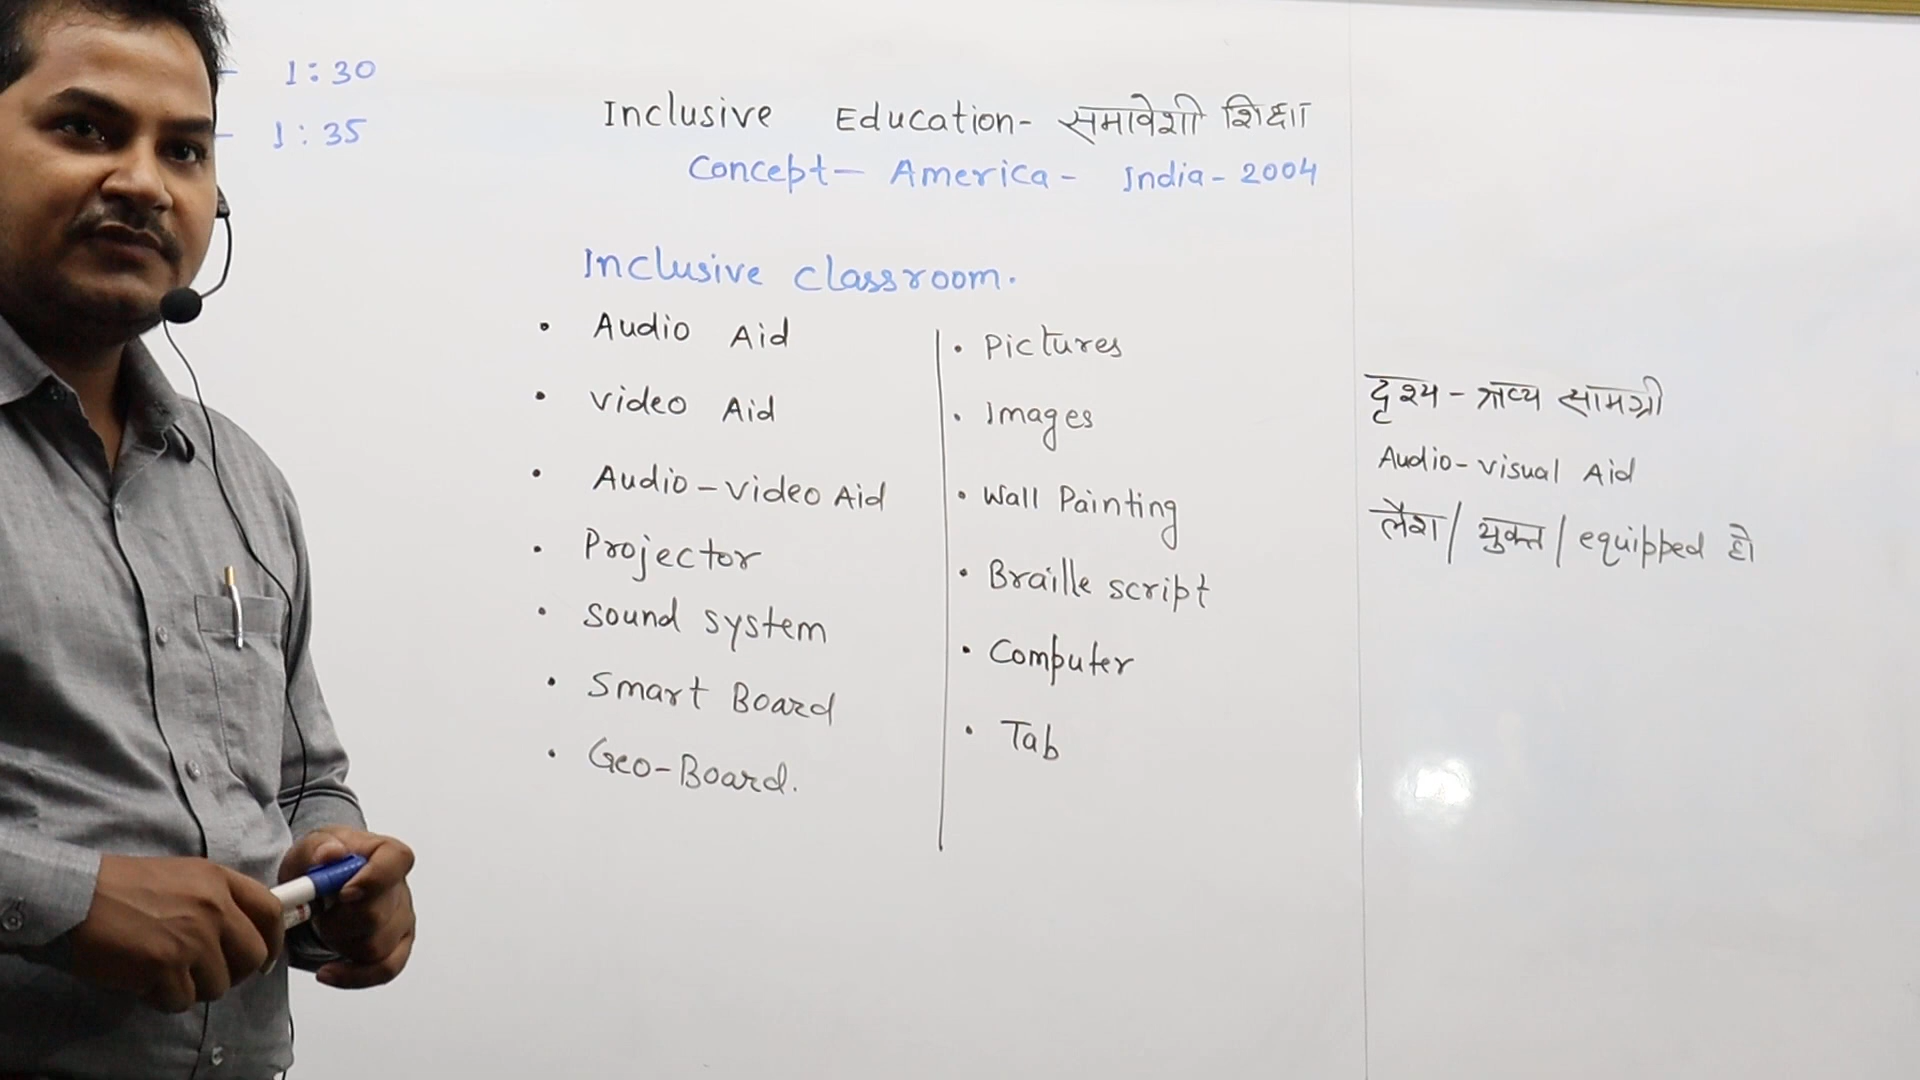 - 1:30
- 1:35
Inclusive Education- समावेशी शिक्षा
Concept- America- India-2004
Inclusive classroom.
• Audio Aid
• Video Aid
• Audio-Video Aid
• Projector
• Sound system
• Smart Board
• Geo-Board.
• Pictures
• Images
• Wall Painting
• Braille script
• Computer
• Tab
दृश्य-श्रव्य सामग्री
Audio-Visual Aid
लैश/ युक्त/ equipped हो